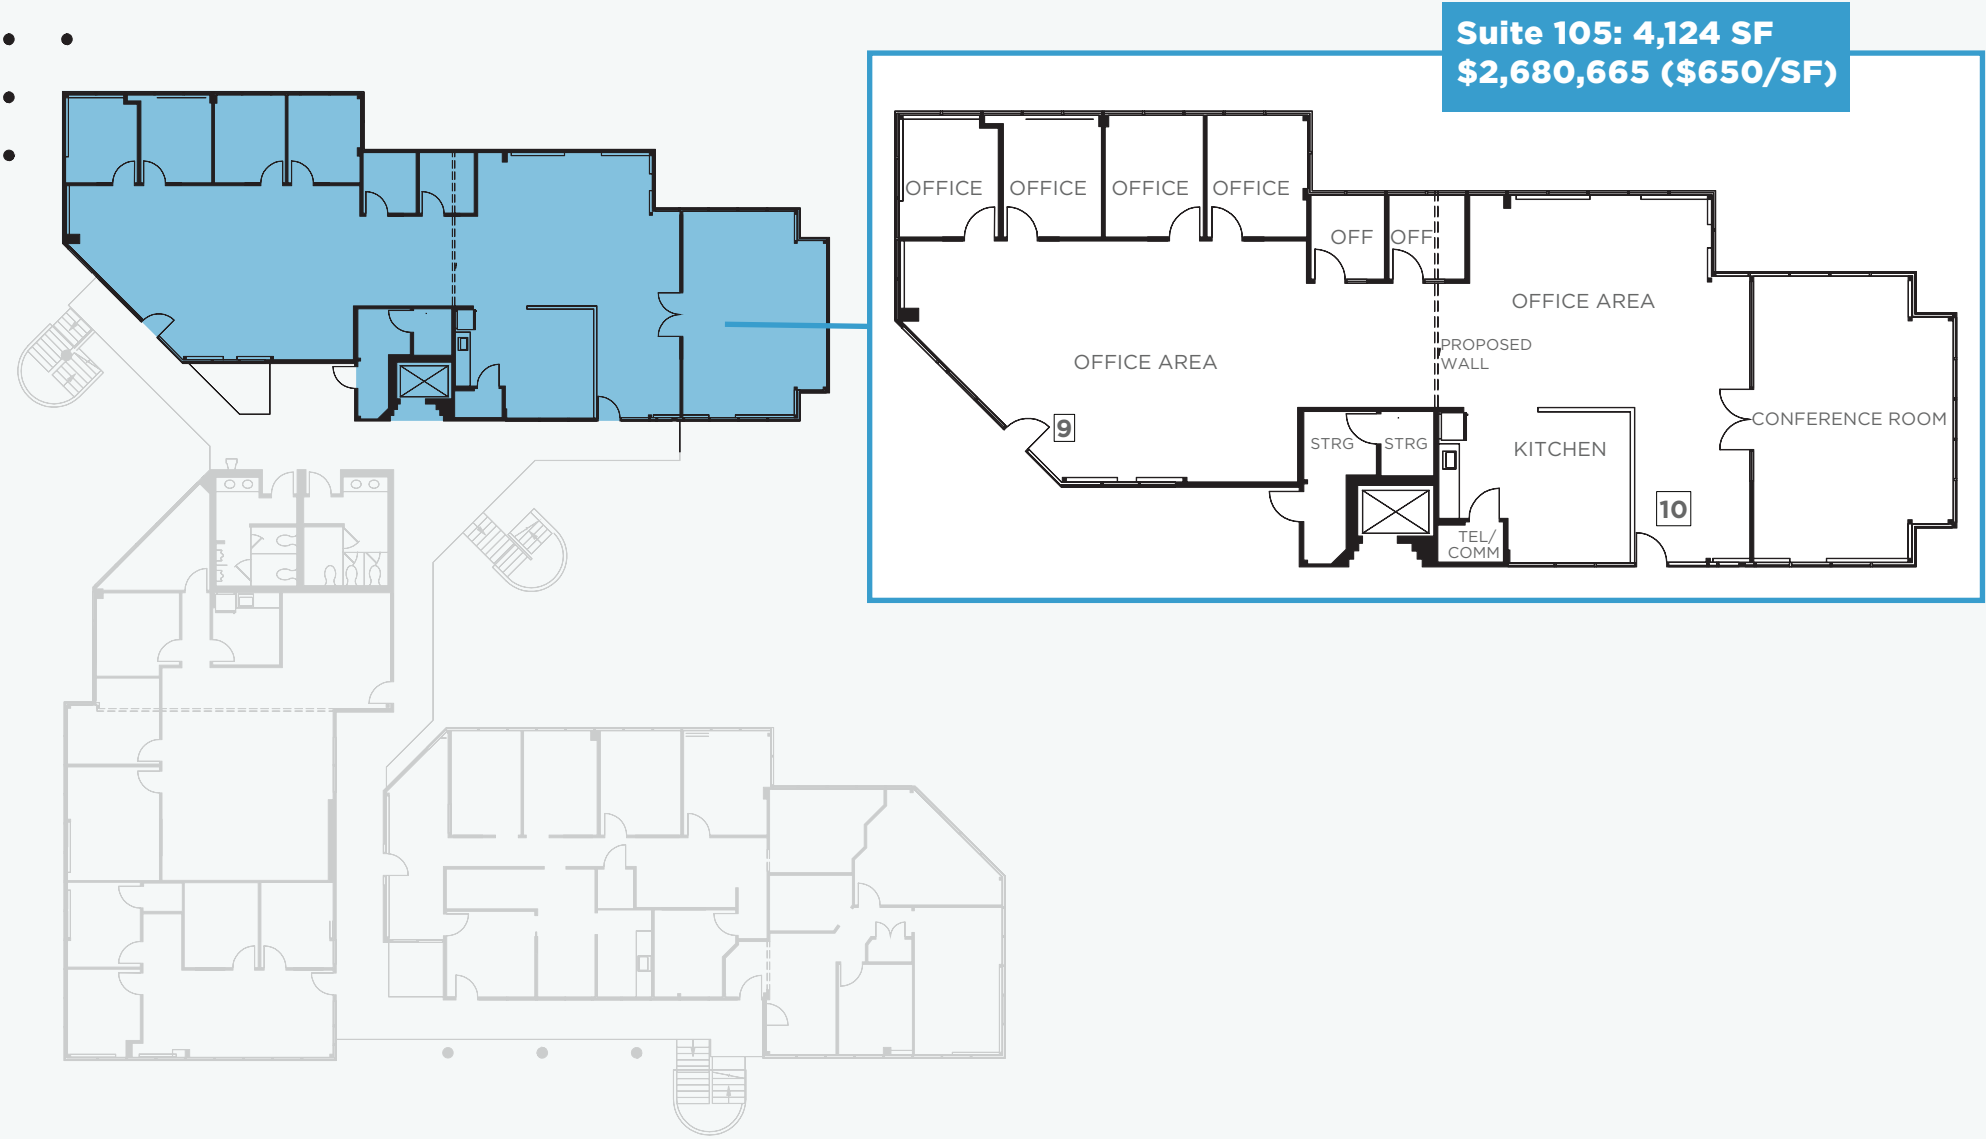 Suite 105: 4,124 SF
$2,680,665 ($650/SF)
OFFICE
OFFICE
OFFICE
OFFICE
OFF
OFF
OFFICE AREA
PROPOSED
WALL
OFFICE AREA
CONFERENCE ROOM
9
STRG
STRG
KITCHEN
10
TEL/
COMM